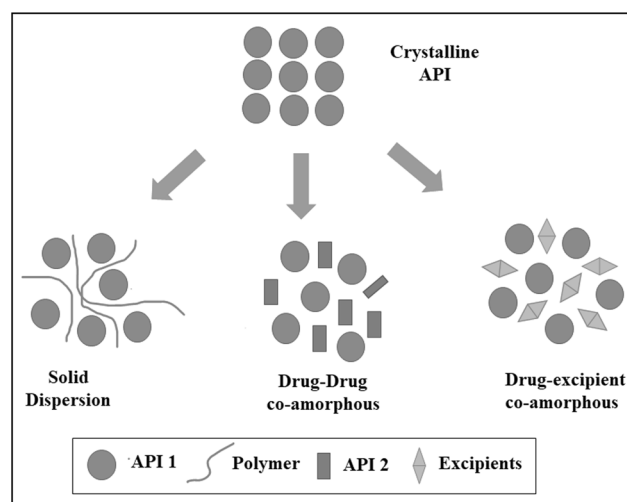 Crystalline
API
Solid
Dispersion
Drug-Drug
co-amorphous
Drug-excipient
co-amorphous
API 1 Polymer API 2 Excipients